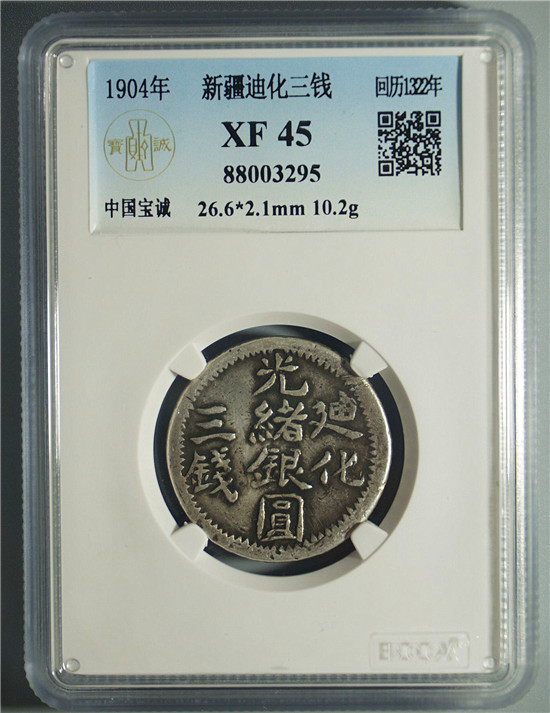 1904年 新疆迪化三钱 回历1322年
XF 45
寶 誠
88003295
中国宝诚 26.6*2.1mm 10.2g
光緒銀圓
迪化
三錢